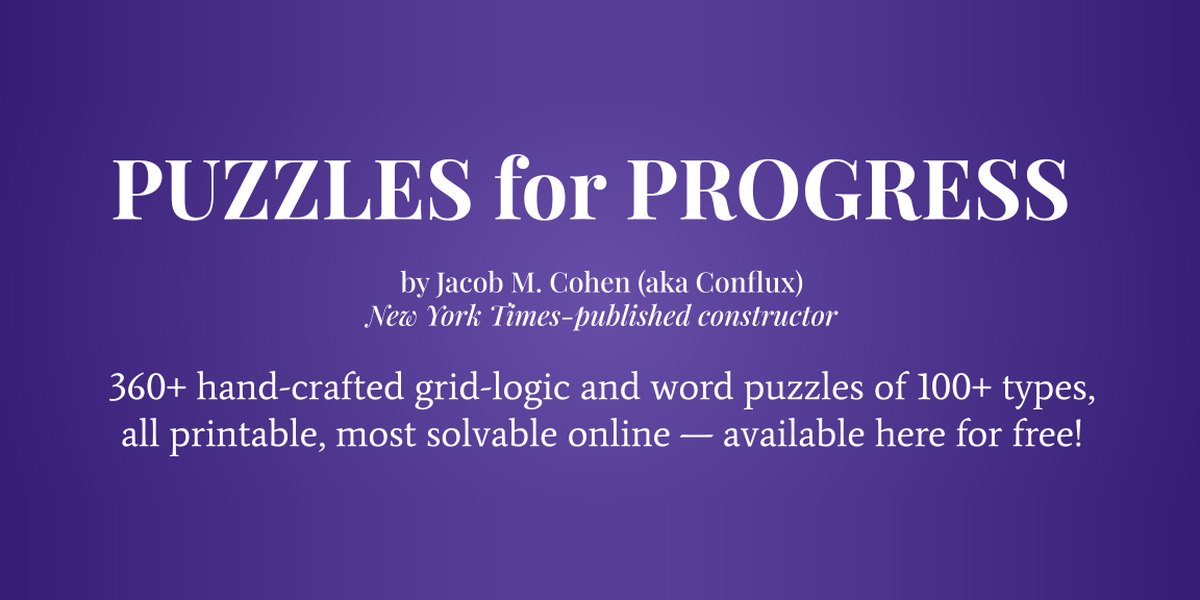 PUZZLES for PROGRESS
by Jacob M. Cohen (aka Conflux)
New York Times-published constructor
360+ hand-crafted grid-logic and word puzzles of 100+ types,
all printable, most solvable online — available here for free!